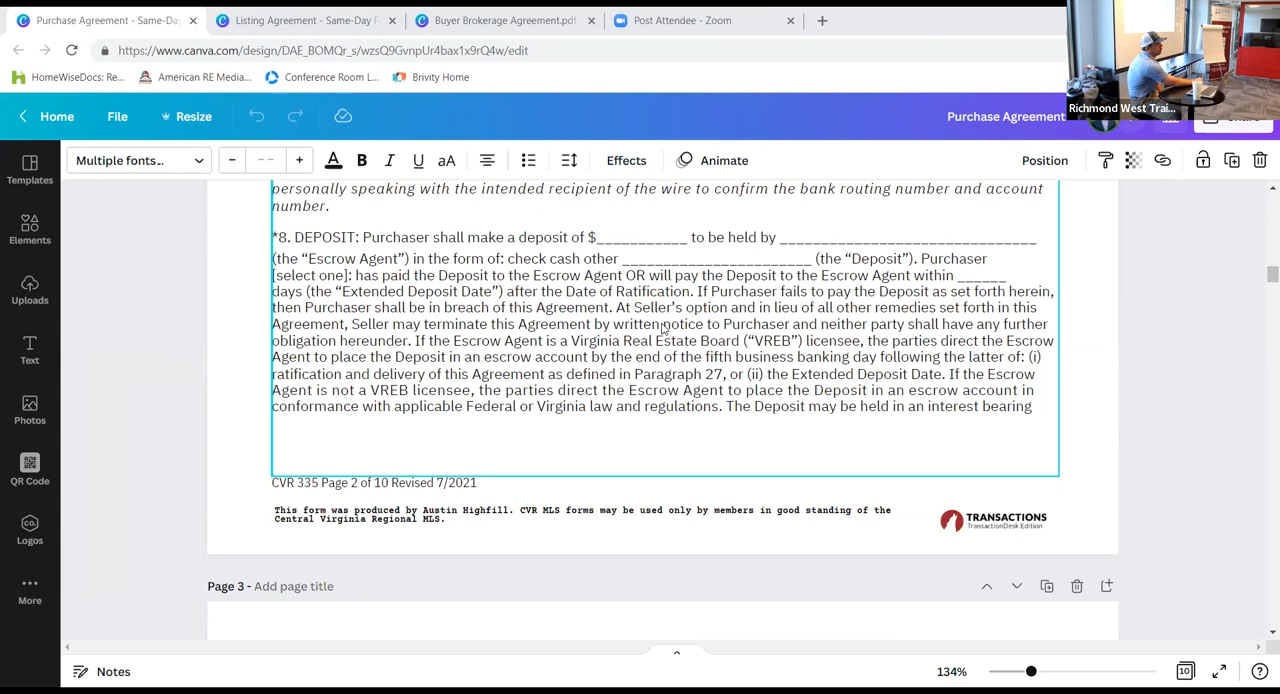 Purchase Agreement - Same-Da
Listing Agreement - Same-Day F
Buyer Brokerage Agreement.pdf
Post Attendee - Zoom
https://www.canva.com/design/DAE_BOMQr_s/wzsQ9GvnpUr4bax1x9rQ4w/edit
HomeWiseDocs: Re...
American RE Media...
Conference Room L...
Brivity Home
Richmond West Trai...
Home
File
Resize
Purchase Agreement
Multiple fonts...
Effects
Animate
Position
Templates
Elements
Uploads
Text
Photos
QR Code
Logos
More
personally speaking with the intended recipient of the wire to confirm the bank routing number and account
number.
*8. DEPOSIT: Purchaser shall make a deposit of $___________ to be held by _______________________________
(the “Escrow Agent”) in the form of: check cash other _______________________ (the “Deposit”). Purchaser
[select one]: has paid the Deposit to the Escrow Agent OR will pay the Deposit to the Escrow Agent within ______
days (the “Extended Deposit Date”) after the Date of Ratification. If Purchaser fails to pay the Deposit as set forth herein,
then Purchaser shall be in breach of this Agreement. At Seller’s option and in lieu of all other remedies set forth in this
Agreement, Seller may terminate this Agreement by written notice to Purchaser and neither party shall have any further
obligation hereunder. If the Escrow Agent is a Virginia Real Estate Board (“VREB”) licensee, the parties direct the Escrow
Agent to place the Deposit in an escrow account by the end of the fifth business banking day following the latter of: (i)
ratification and delivery of this Agreement as defined in Paragraph 27, or (ii) the Extended Deposit Date. If the Escrow
Agent is not a VREB licensee, the parties direct the Escrow Agent to place the Deposit in an escrow account in
conformance with applicable Federal or Virginia law and regulations. The Deposit may be held in an interest bearing
CVR 335 Page 2 of 10 Revised 7/2021
This form was produced by Austin Highfill. CVR MLS forms may be used only by members in good standing of the
Central Virginia Regional MLS.
TRANSACTIONS
TransactionDesk Edition
Page 3 - Add page title
Notes
134%
10